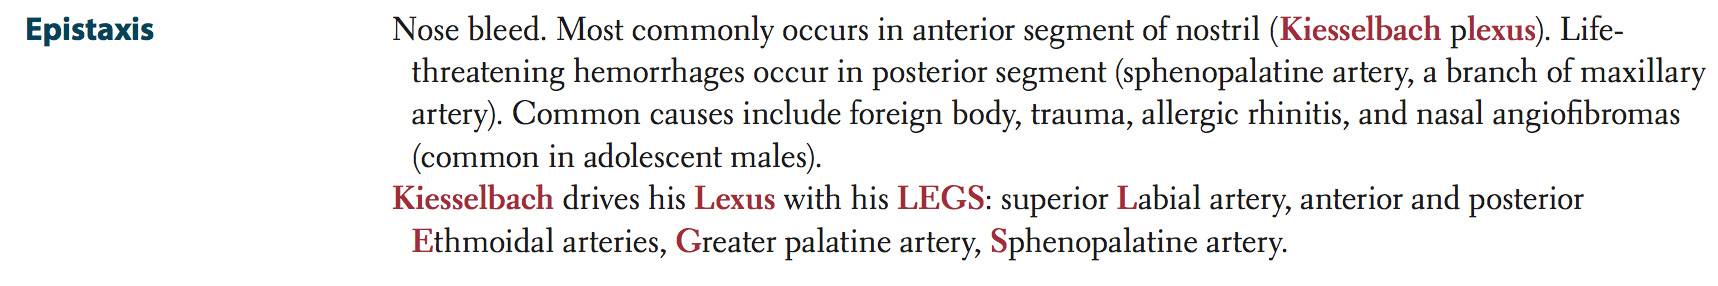 Epistaxis
Nose bleed. Most commonly occurs in anterior segment of nostril (Kiesselbach plexus). Life-
threatening hemorrhages occur in posterior segment (sphenopalatine artery, a branch of maxillary
artery). Common causes include foreign body, trauma, allergic rhinitis, and nasal angiofibromas
(common in adolescent males).
Kiesselbach drives his Lexus with his LEGS: superior Labial artery, anterior and posterior
Ethmoidal arteries, Greater palatine artery, Sphenopalatine artery.